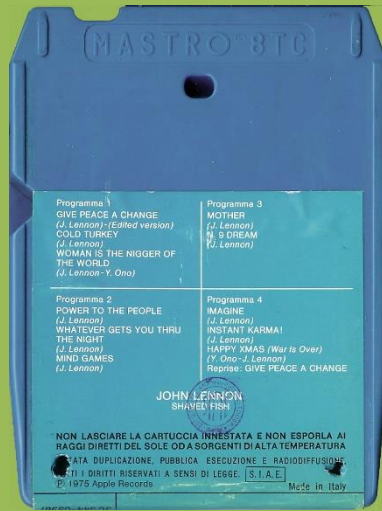 MASTRO 8TC
Programma 1
GIVE PEACE A CHANGE
(J. Lennon)-(Edited version)
COLD TURKEY
(J. Lennon)
WOMAN IS THE NIGGER OF
THE WORLD
(J. Lennon-Y. Ono)
Programma 2
POWER TO THE PEOPLE
(J. Lennon)
WHATEVER GETS YOU THRU
THE NIGHT
(J. Lennon)
MIND GAMES
(J. Lennon)
Programma 3
MOTHER
(J. Lennon)
N. 9 DREAM
(J. Lennon)
Programma 4
IMAGINE
(J. Lennon)
INSTANT KARMA!
(J. Lennon)
HAPPY XMAS (War Is Over)
(Y. Ono-J. Lennon)
Reprise: GIVE PEACE A CHANGE
JOHN LENNON
SHAVED FISH
NON LASCIARE LA CARTUCCIA INNESTATA E NON ESPORLA AI
RAGGI DIRETTI DEL SOLE OD A SORGENTI DI ALTA TEMPERATURA
DUPLICAZIONE, PUBBLICA ESECUZIONE E RADIODIFFUSIONE
I DIRITTI RISERVATI A SENSI DI LEGGE. S.I.A.E.
P. 1975 Apple Records
Made in Italy